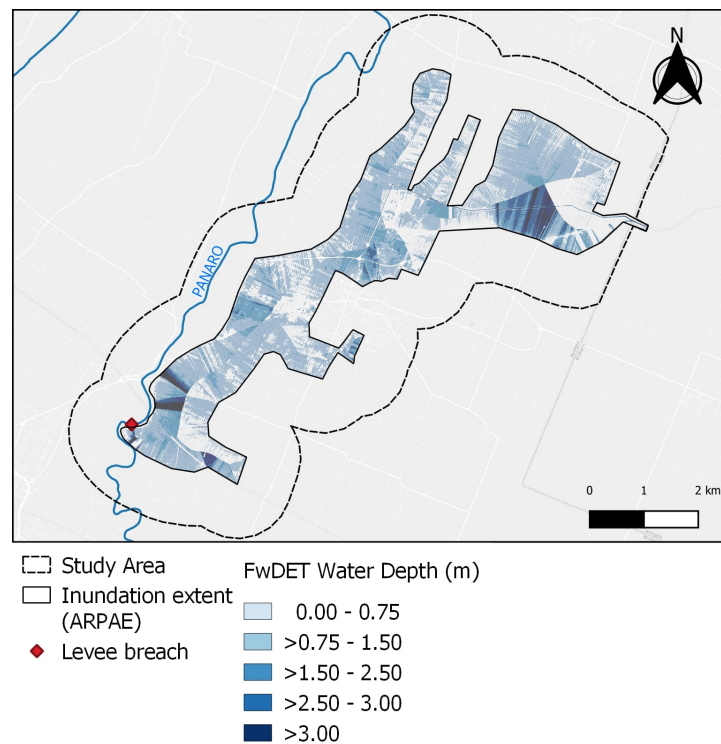 N
PANARO
0 1 2 km
Study Area
Inundation extent
(ARPAE)
Levee breach
FwDET Water Depth (m)
0.00 - 0.75
>0.75 - 1.50
>1.50 - 2.50
>2.50 - 3.00
>3.00